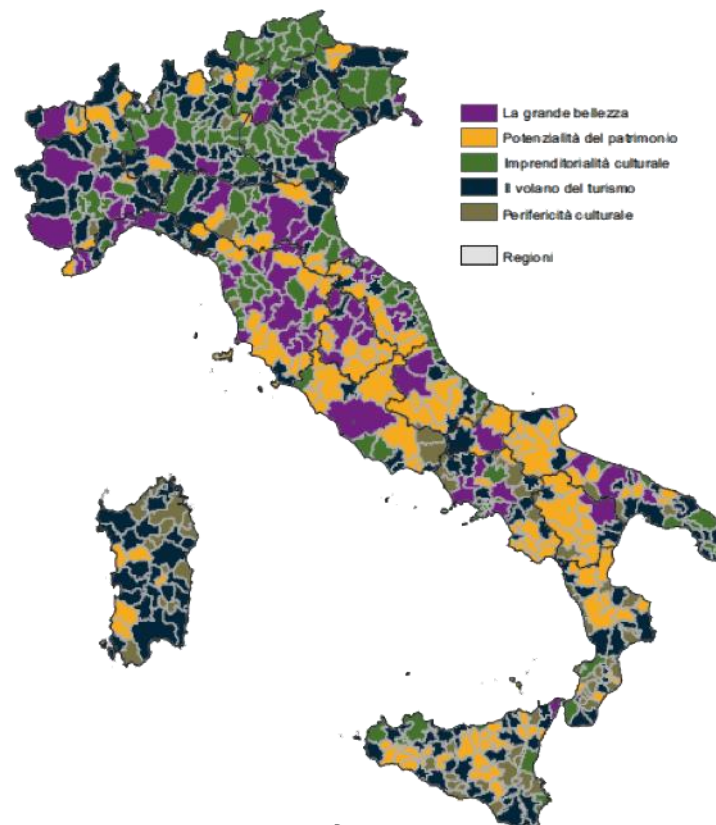 La grande bellezza
Potenzialità del patrimonio
Imprenditorialità culturale
Il volano del turismo
Perifericità culturale
Regioni